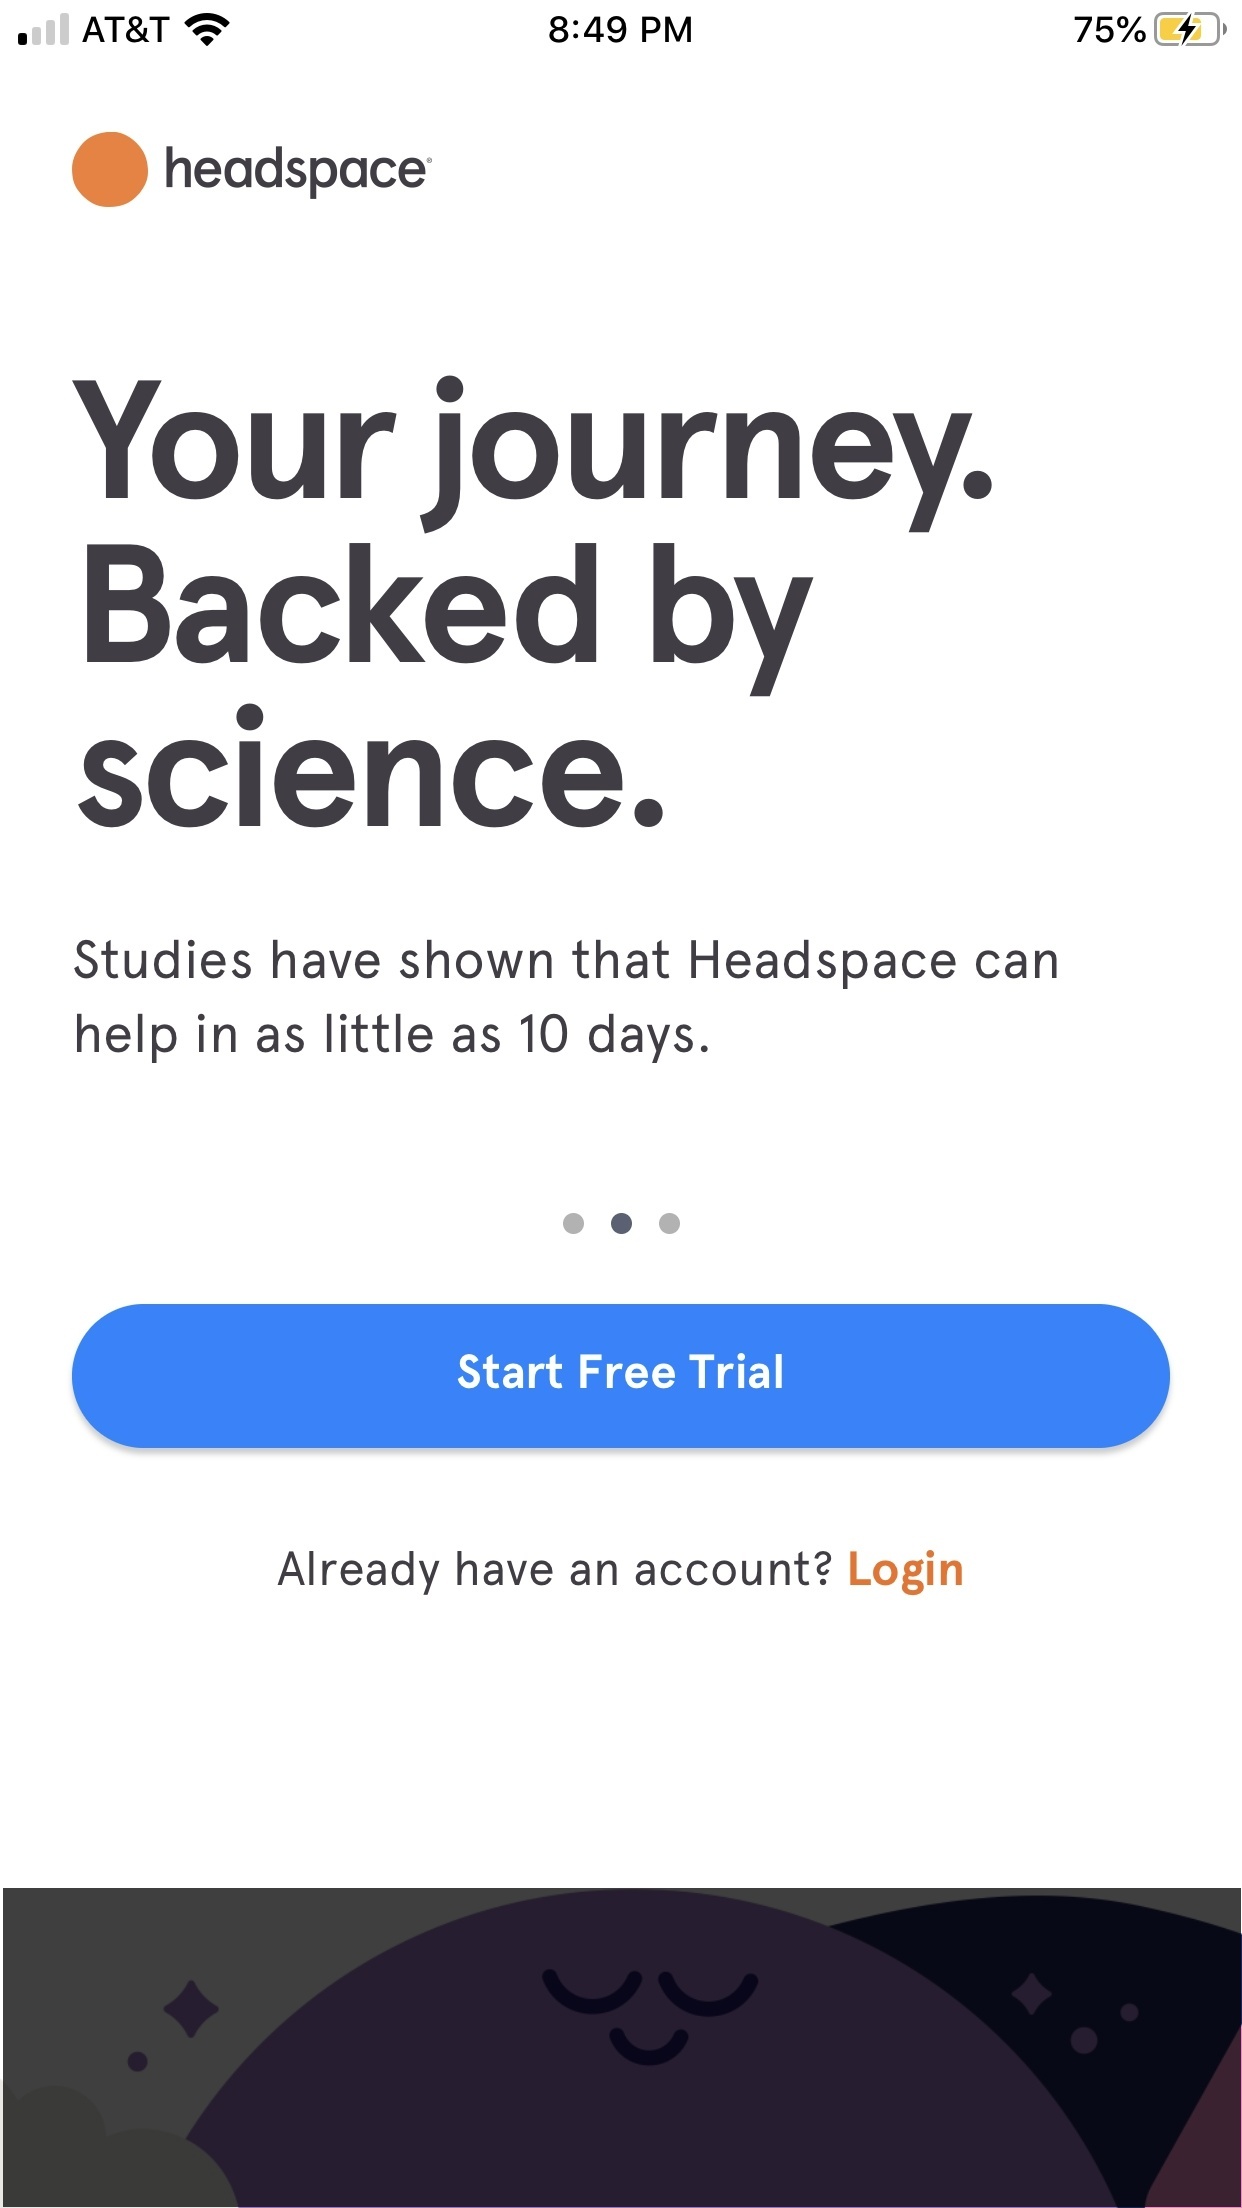 AT&T 8:49 PM 75%
headspace®
Your journey.
Backed by
science.
Studies have shown that Headspace can
help in as little as 10 days.
Start Free Trial
Already have an account? Login